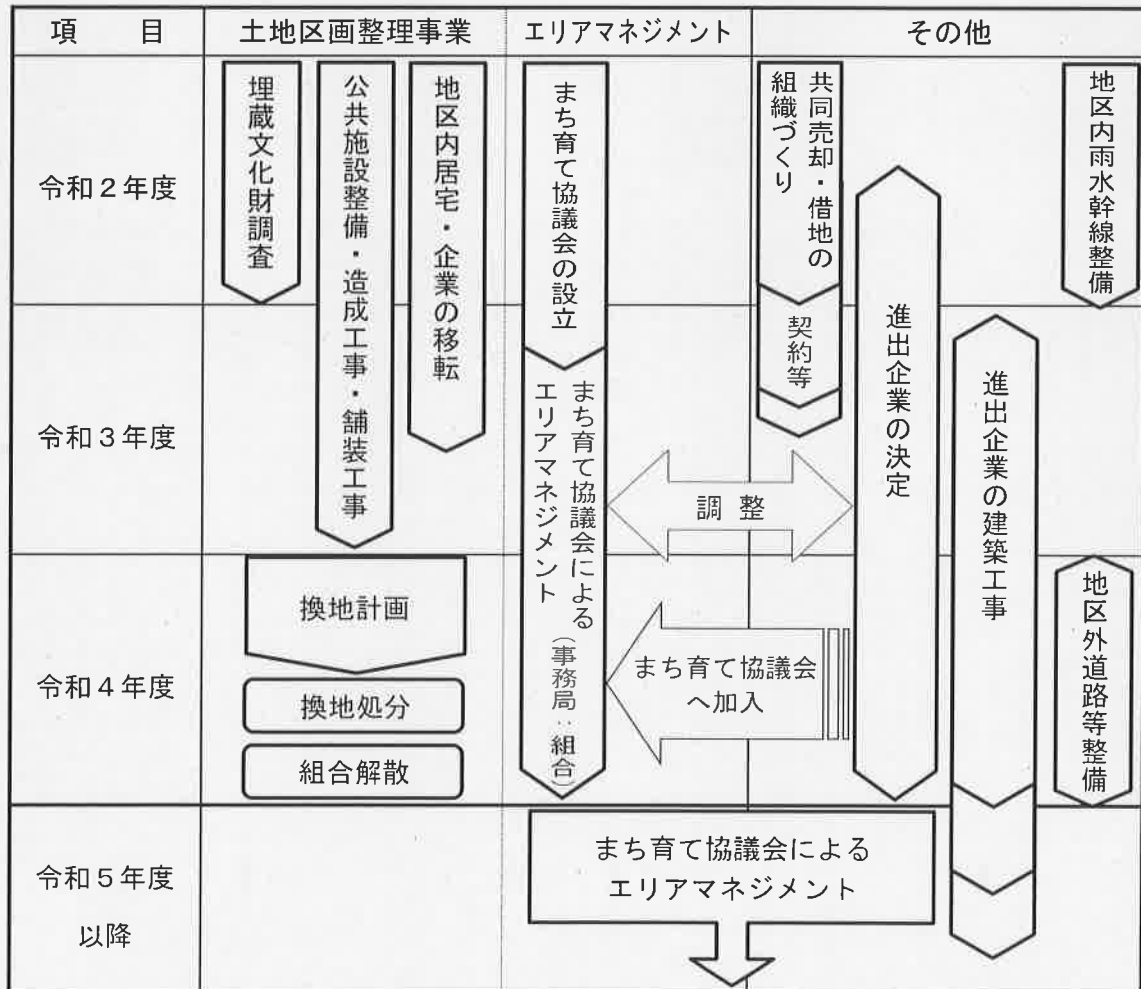 項　目
土地区画整理事業
エリアマネジメント
その他
令和２年度
埋蔵文化財調査
公共施設整備・造成工事・舗装工事
地区内居宅・企業の移転
まち育て協議会の設立
共同売却・借地の
組織づくり
契約等
進出企業の決定
進出企業の建築工事
地区内雨水幹線整備
令和３年度
まち育て協議会による
エリアマネジメント
（事務局：組合）
調 整
令和４年度
換地計画
換地処分
組合解散
まち育て協議会
へ加入
地区外道路等整備
令和５年度
以降
まち育て協議会による
エリアマネジメント